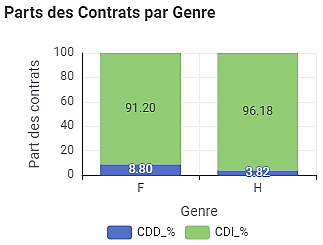 Parts des Contrats par Genre
Part des contrats
100
80
60
40
20
0
91.20
96.18
8.80
3.82
F
H
Genre
CDD_%
CDI_%